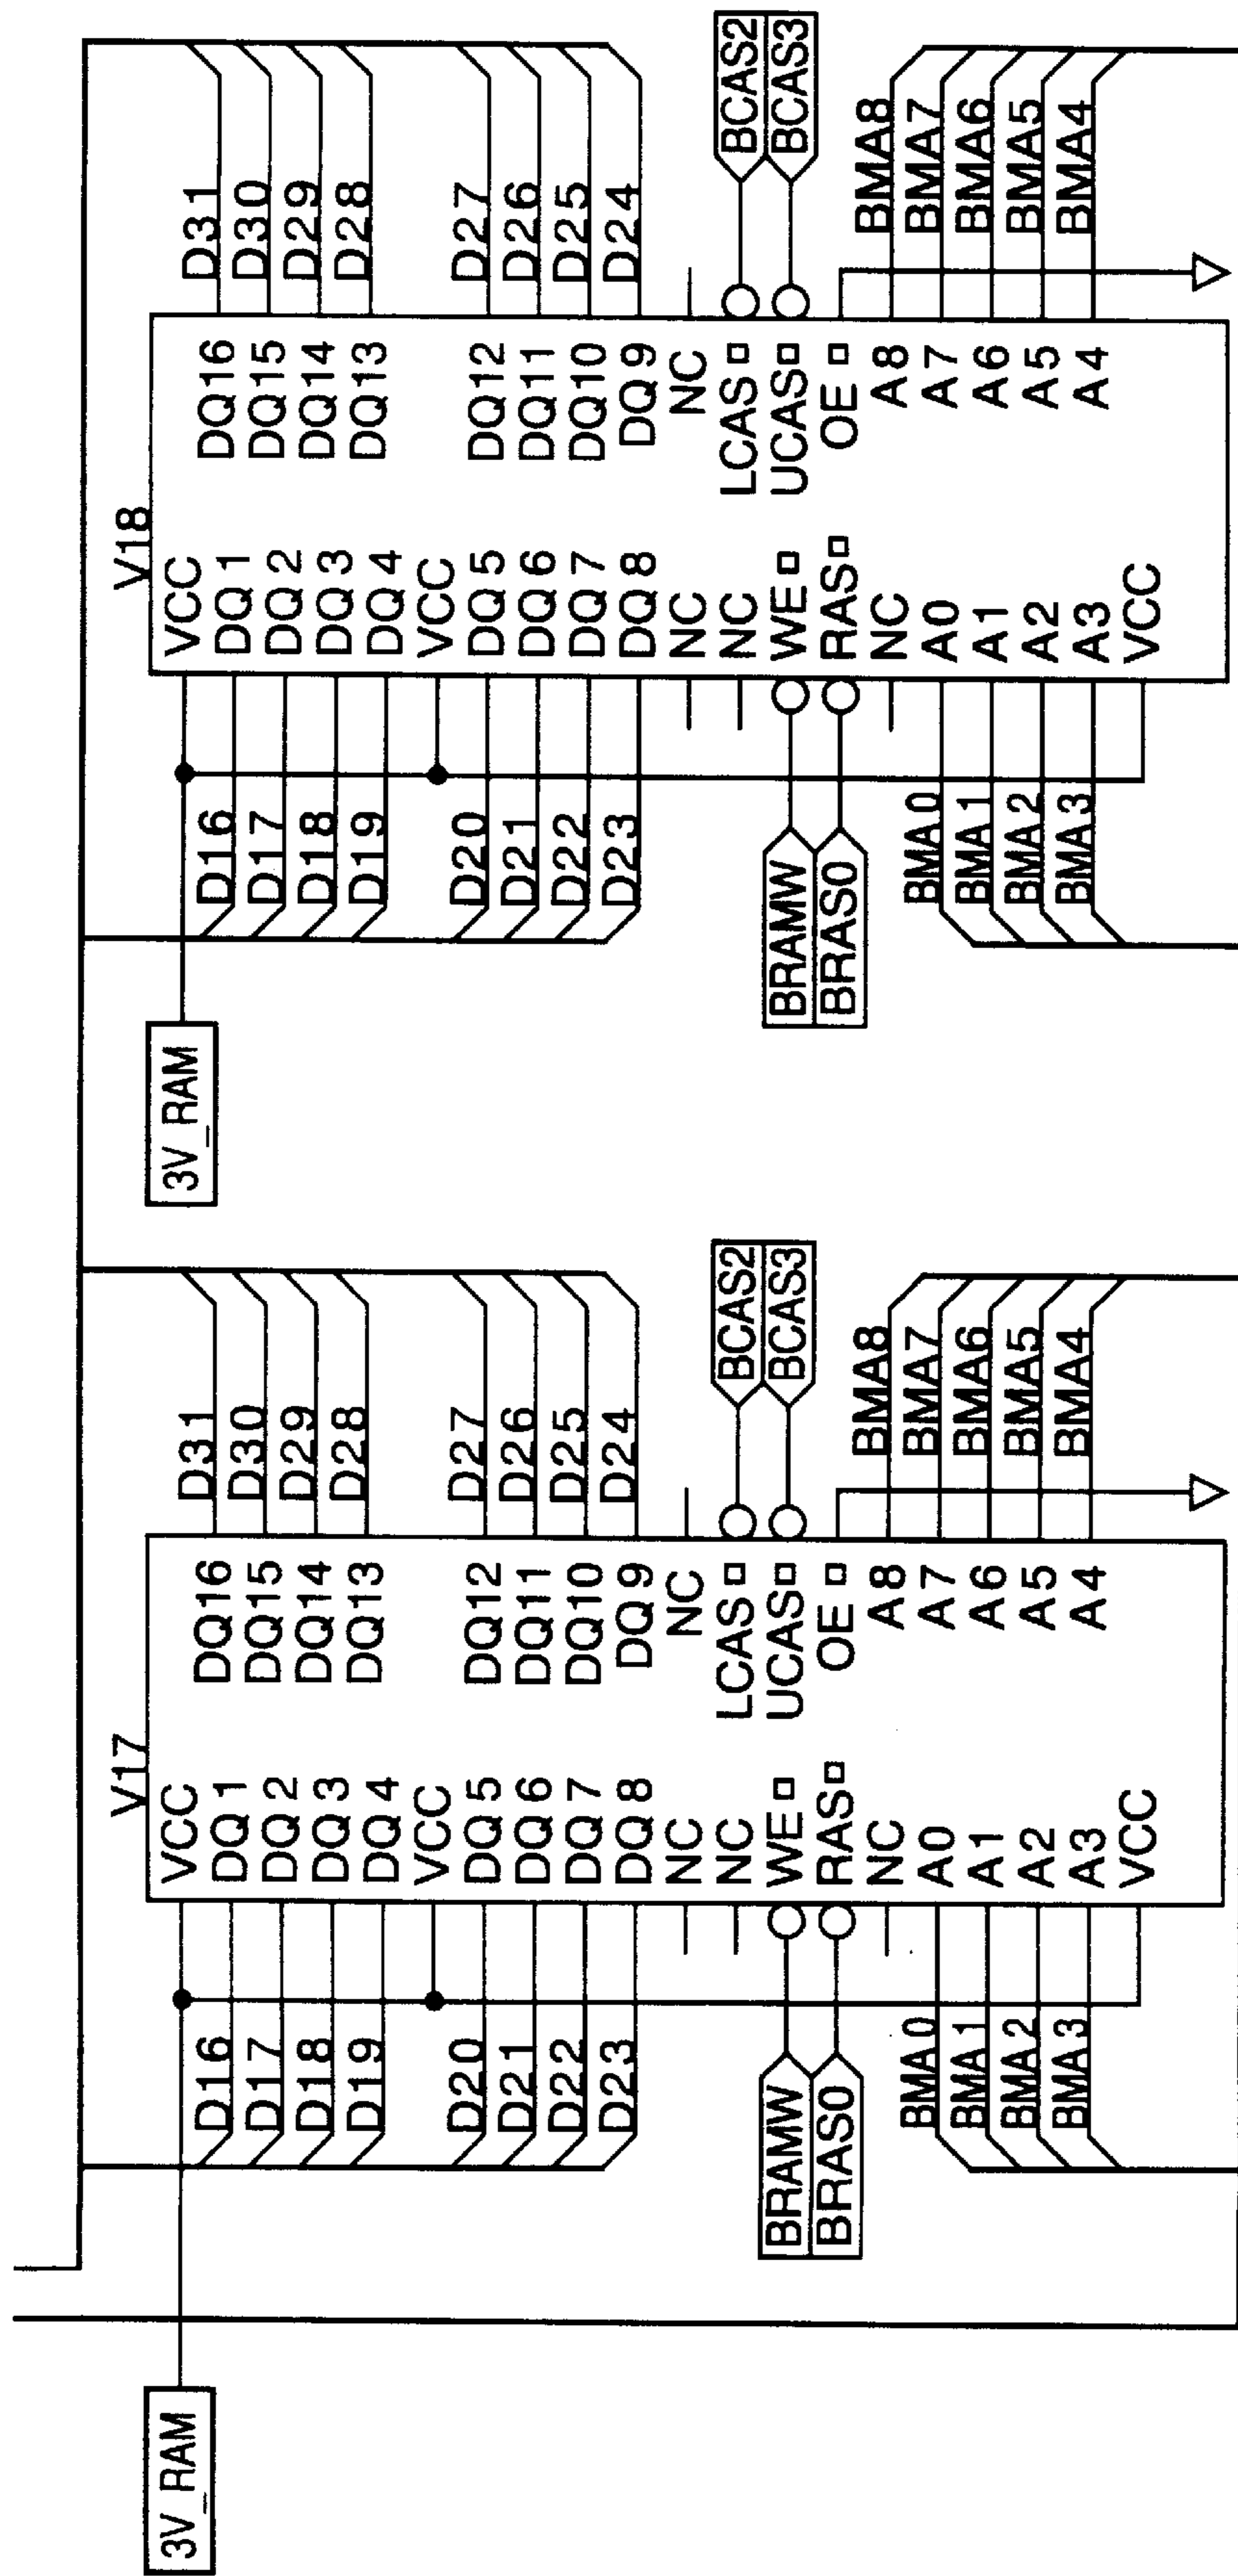 3V_RAM
V17
VCC
DQ1
DQ2
DQ3
DQ4
VCC
DQ5
DQ6
DQ7
DQ8
NC
NC
WE
RAS
NC
A0
A1
A2
A3
VCC
DQ16
DQ15
DQ14
DQ13
DQ12
DQ11
DQ10
DQ9
NC
LCAS
UCAS
OE
A8
A7
A6
A5
A4
D16
D17
D18
D19
D20
D21
D22
D23
BRAMW
BRAS0
BMA0
BMA1
BMA2
BMA3
D31
D30
D29
D28
D27
D26
D25
D24
BCAS2
BCAS3
BMA8
BMA7
BMA6
BMA5
BMA4
3V_RAM
V18
VCC
DQ1
DQ2
DQ3
DQ4
VCC
DQ5
DQ6
DQ7
DQ8
NC
NC
WE
RAS
NC
A0
A1
A2
A3
VCC
DQ16
DQ15
DQ14
DQ13
DQ12
DQ11
DQ10
DQ9
NC
LCAS
UCAS
OE
A8
A7
A6
A5
A4
D16
D17
D18
D19
D20
D21
D22
D23
BRAMW
BRAS0
BMA0
BMA1
BMA2
BMA3
D31
D30
D29
D28
D27
D26
D25
D24
BCAS2
BCAS3
BMA8
BMA7
BMA6
BMA5
BMA4